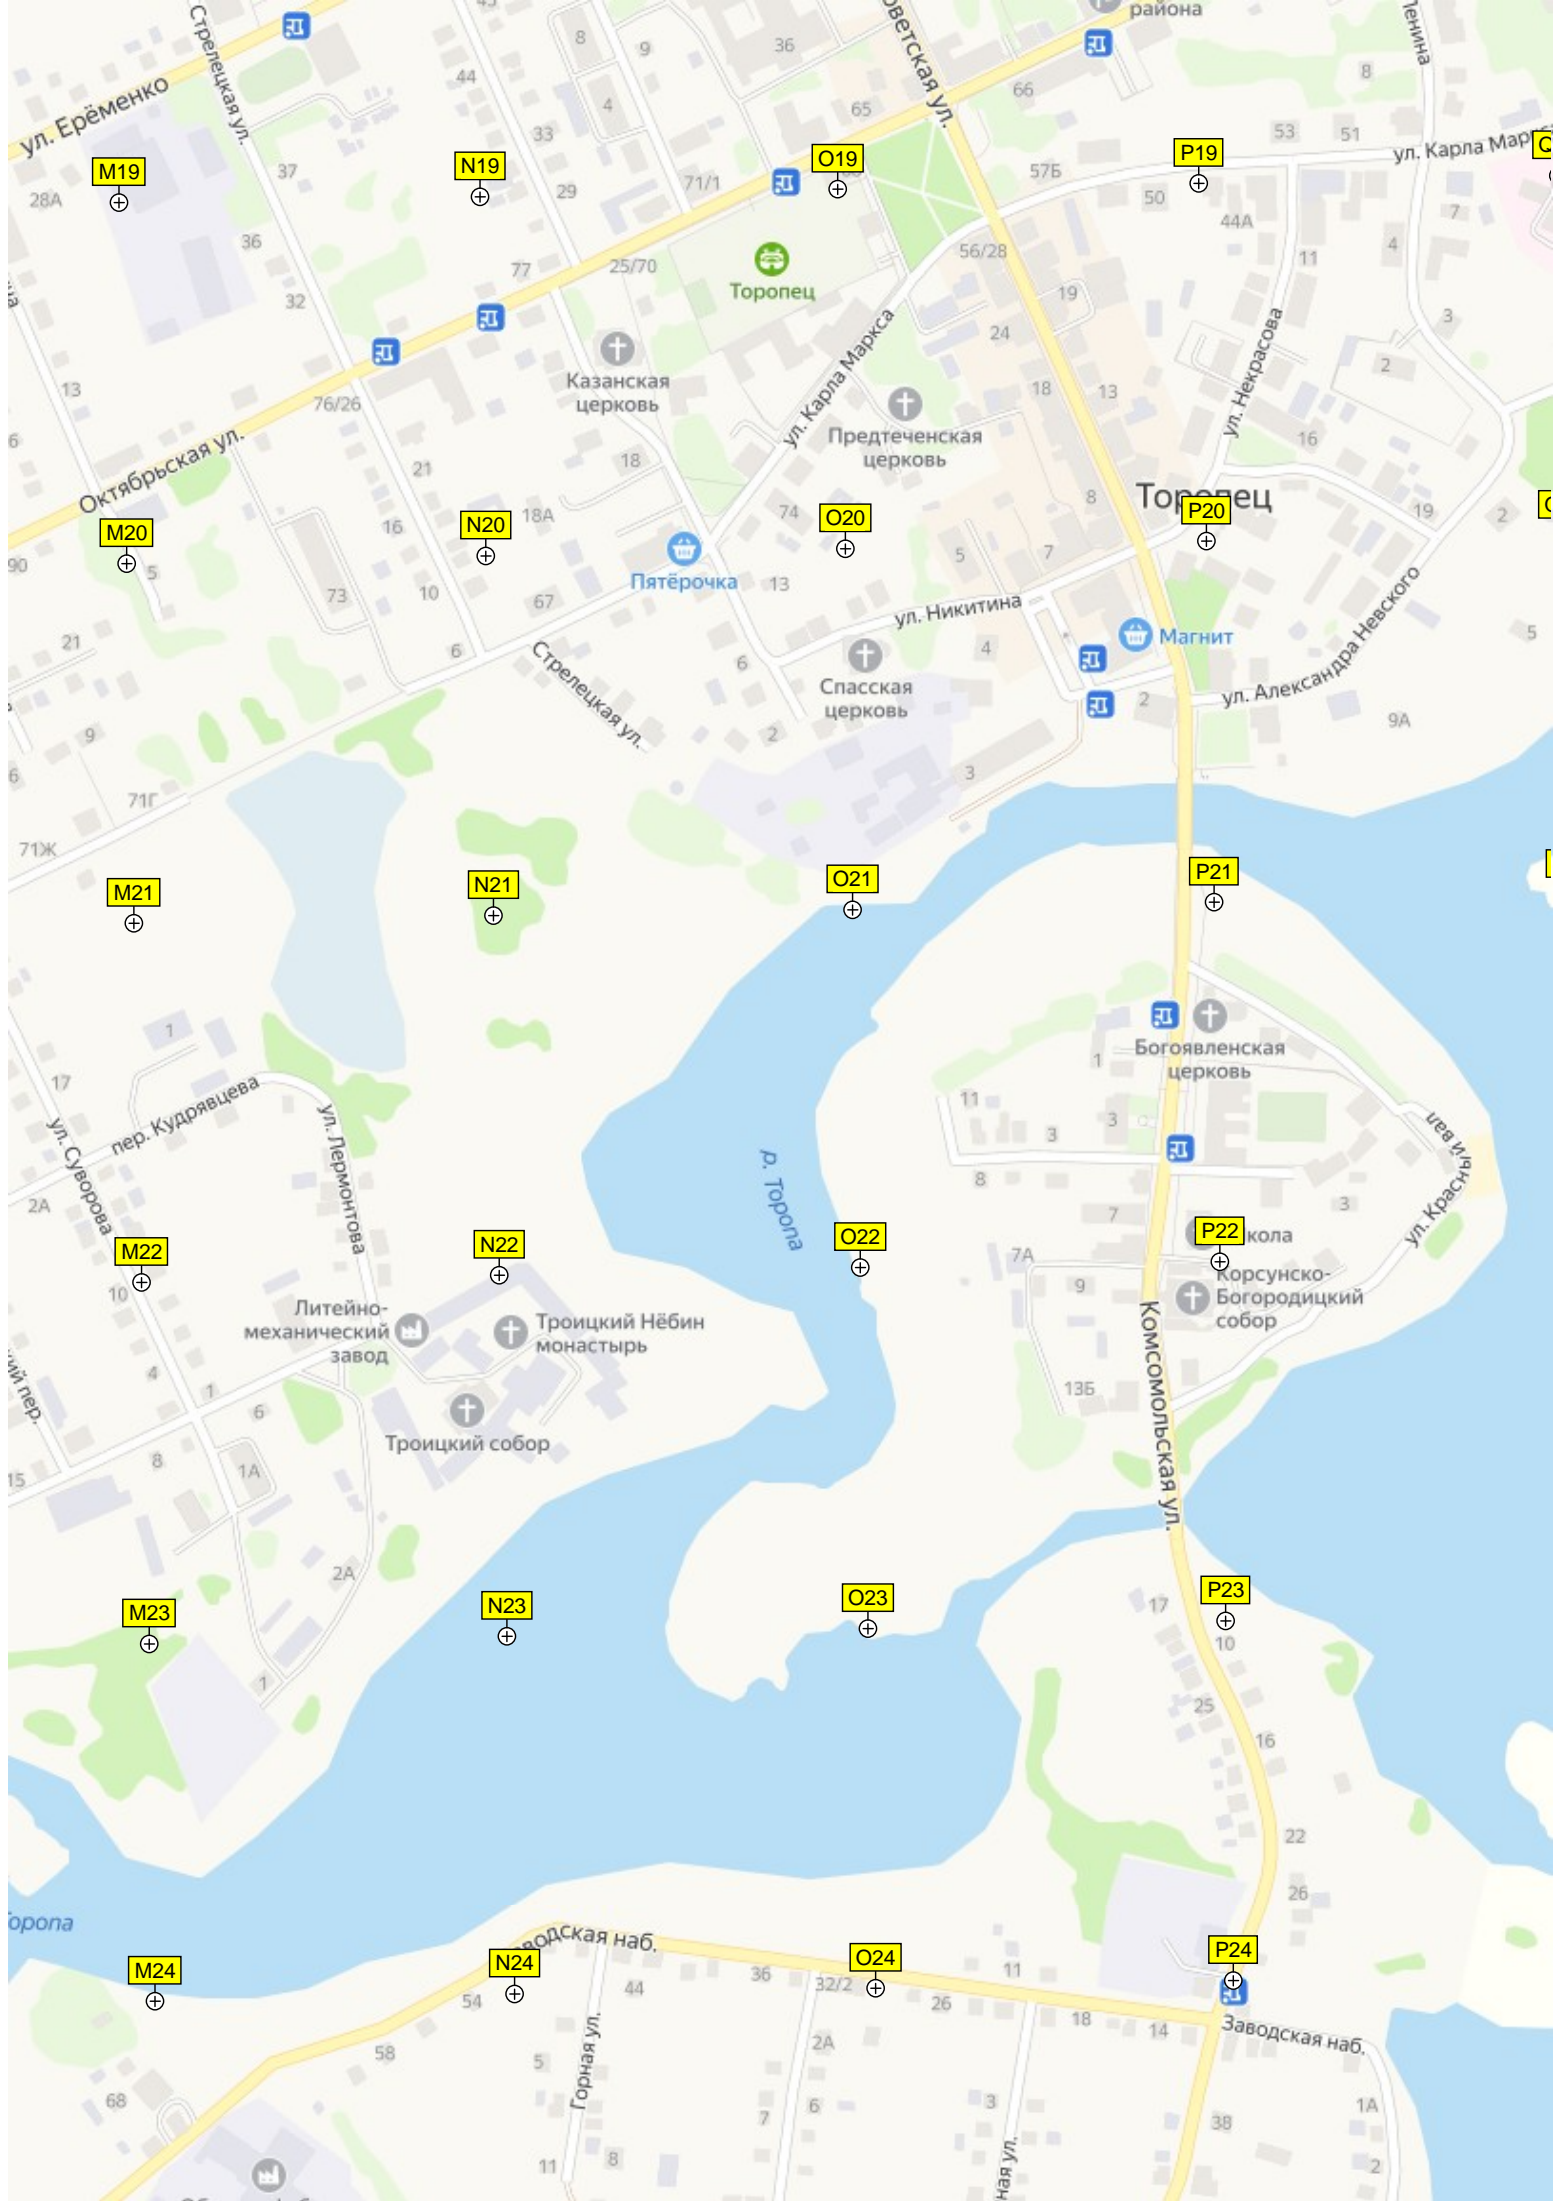 района
45
8
9
36
44
4
65
66
8
Стрелецкая ул.
ул. Ерёменко
33
53
51
ул. Карла Маркса
M19
N19
O19
P19
28А
37
29
71/1
57Б
50
44А
7
36
77
25/70
56/28
11
4
32
Торопец
19
3
24
Казанская
церковь
ул. Карла Маркса
ул. Некрасова
2
13
76/26
18
13
Предтеченская
церковь
16
Октябрьская ул.
21
18
Торопец
8
M20
N20
O20
P20
16
18А
74
19
2
90
5
73
10
67
Пятёрочка
13
5
7
ул. Никитина
Магнит
ул. Александра Невского
5
21
6
Стрелецкая ул.
6
4
Спасская
церковь
2
9А
9
2
3
71Г
71Ж
M21
N21
O21
P21
1
17
пер. Кудрявцева
ул. Лермонтова
ул. Суворова
Богоявленская
церковь
1
11
3
3
8
ул. Красный вал
р. Торопа
2А
7
3
M22
N22
O22
P22
кола
7А
9
10
Корсунско-
Богородицкий
собор
Литейно-
механический
завод
Троицкий Нёбин
монастырь
Комсомольская ул.
4
1
6
13Б
Троицкий собор
8
1А
15
2А
M23
N23
O23
P23
17
10
1
25
16
22
26
M24
N24
O24
P24
Заводская наб.
54
44
36
32/2
11
26
18
14
Заводская наб.
58
5
Горная ул.
2А
68
7
6
3
38
1А
11
8
2